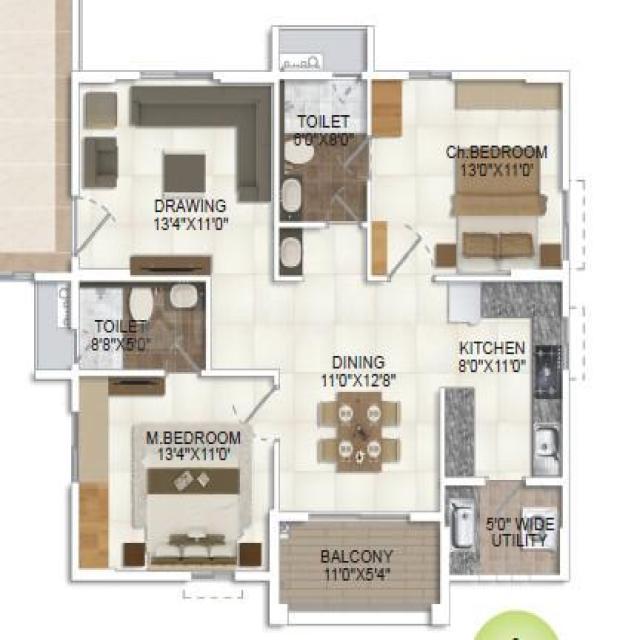 TOILET
6'0"X8'0"
Ch.BEDROOM
13'0"X11'0'
DRAWING
13'4"X11'0"
TOILET
8'8"X5'0"
DINING
11'0"X12'8"
KITCHEN
8'0"X11'0"
M.BEDROOM
13'4"X11'0'
5'0" WIDE
UTILITY
BALCONY
11'0"X5'4"